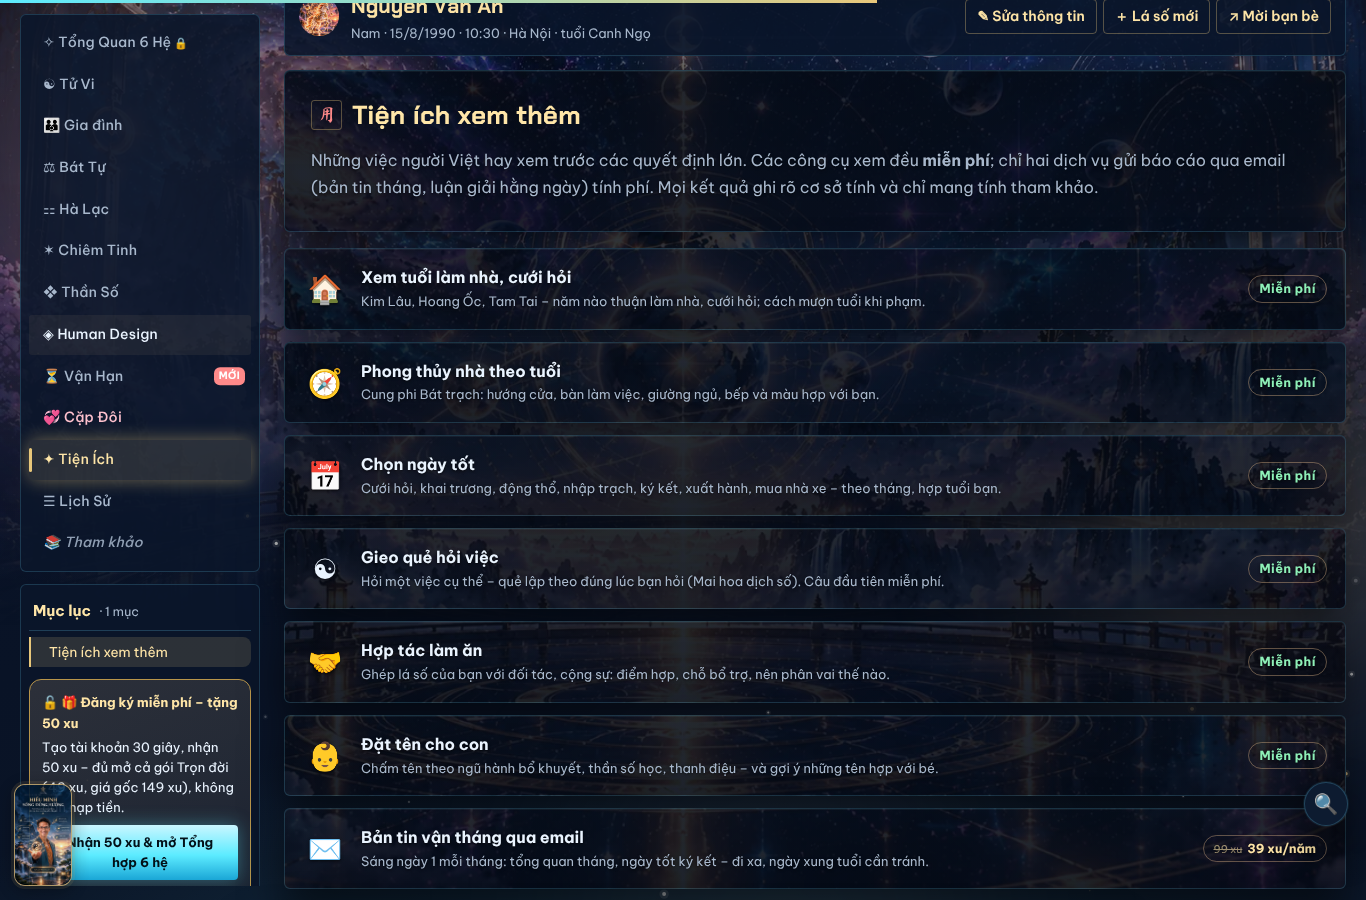 ✧ Tổng Quan 6 Hệ 🔒
☯ Tử Vi
👪 Gia đình
⚖ Bát Tự
⚏ Hà Lạc
✶ Chiêm Tinh
❖ Thần Số
◈ Human Design
⏳ Vận Hạn MỚI
💞 Cặp Đôi
✦ Tiện Ích
☰ Lịch Sử
📚 Tham khảo
Mục lục · 1 mục
Tiện ích xem thêm
🔓 🎁 Đăng ký miễn phí – tặng
50 xu
Tạo tài khoản 30 giây, nhận
50 xu – đủ mở cả gói Trọn đời
xu, giá gốc 149 xu), không
nạp tiền.
Nhận 50 xu & mở Tổng
hợp 6 hệ
HIỂU MÌNH
Nguyễn Văn An
Nam · 15/8/1990 · 10:30 · Hà Nội · tuổi Canh Ngọ
✎ Sửa thông tin
+ Lá số mới
↗ Mời bạn bè
用 Tiện ích xem thêm
Những việc người Việt hay xem trước các quyết định lớn. Các công cụ xem đều miễn phí; chỉ hai dịch vụ gửi báo cáo qua email
(bản tin tháng, luận giải hằng ngày) tính phí. Mọi kết quả ghi rõ cơ sở tính và chỉ mang tính tham khảo.
Xem tuổi làm nhà, cưới hỏi
Kim Lâu, Hoang Ốc, Tam Tai – năm nào thuận làm nhà, cưới hỏi; cách mượn tuổi khi phạm.
Miễn phí
Phong thủy nhà theo tuổi
Cung phi Bát trạch: hướng cửa, bàn làm việc, giường ngủ, bếp và màu hợp với bạn.
Miễn phí
July
17
Chọn ngày tốt
Cưới hỏi, khai trương, động thổ, nhập trạch, ký kết, xuất hành, mua nhà xe – theo tháng, hợp tuổi bạn.
Miễn phí
Gieo quẻ hỏi việc
Hỏi một việc cụ thể – quẻ lập theo đúng lúc bạn hỏi (Mai hoa dịch số). Câu đầu tiên miễn phí.
Miễn phí
Hợp tác làm ăn
Ghép lá số của bạn với đối tác, cộng sự: điểm hợp, chỗ bổ trợ, nên phân vai thế nào.
Miễn phí
Đặt tên cho con
Chấm tên theo ngũ hành bổ khuyết, thần số học, thanh điệu – và gợi ý những tên hợp với bé.
Miễn phí
Bản tin vận tháng qua email
Sáng ngày 1 mỗi tháng: tổng quan tháng, ngày tốt ký kết – đi xa, ngày xung tuổi cần tránh.
99 xu 39 xu/năm